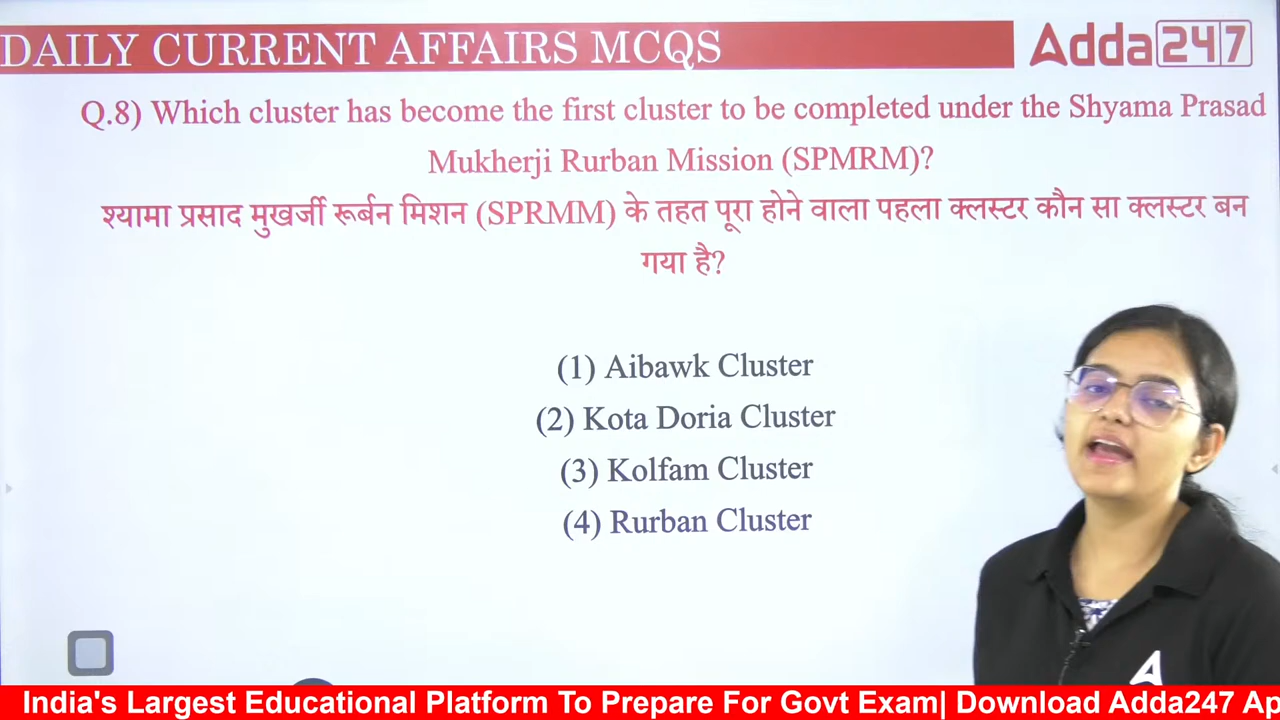 DAILY CURRENT AFFAIRS MCQS
Adda247
Q.8) Which cluster has become the first cluster to be completed under the Shyama Prasad
Mukherji Rurban Mission (SPMRM)?
श्यामा प्रसाद मुखर्जी रूर्बन मिशन (SPRMM) के तहत पूरा होने वाला पहला क्लस्टर कौन सा क्लस्टर बन
गया है?
(1) Aibawk Cluster
(2) Kota Doria Cluster
(3) Kolfam Cluster
(4) Rurban Cluster
India's Largest Educational Platform To Prepare For Govt Exam| Download Adda247 Ap